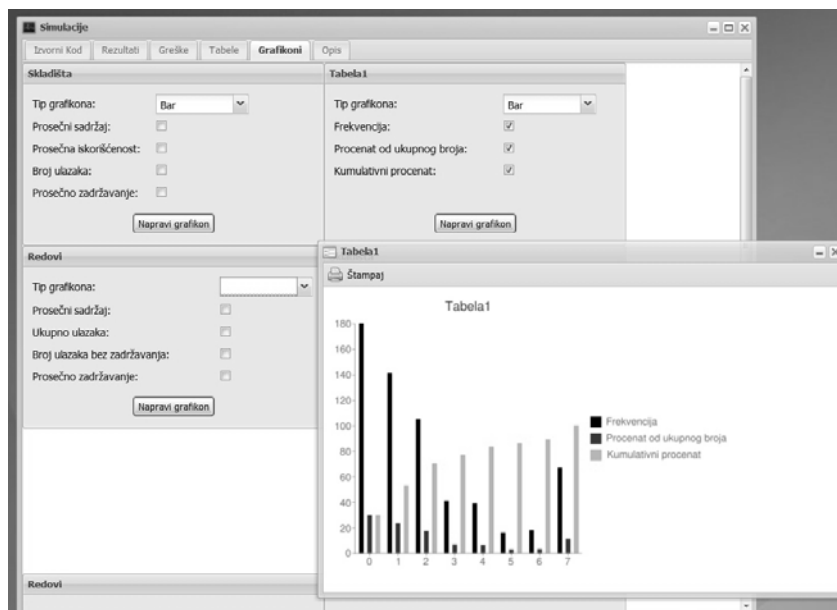 Simulacije
Izvorni Kod Rezultati Greške Tabele Grafikoni Opis
Skladišta
Tip grafikona: Bar
Prosečni sadržaj:
Prosečna iskorišćenost:
Broj ulazaka:
Prosečno zadržavanje:
Napravi grafikon
Tabela1
Tip grafikona: Bar
Frekvencija:
Procenat od ukupnog broja:
Kumulativni procenat:
Napravi grafikon
Redovi
Tip grafikona:
Prosečni sadržaj:
Ukupno ulazaka:
Broj ulazaka bez zadržavanja:
Prosečno zadržavanje:
Napravi grafikon
Tabela1
Štampaj
Tabela1
180
160
140
120
100
80
60
40
20
0
0 1 2 3 4 5 6 7
Frekvencija
Procenat od ukupnog broja
Kumulativni procenat
Redovi